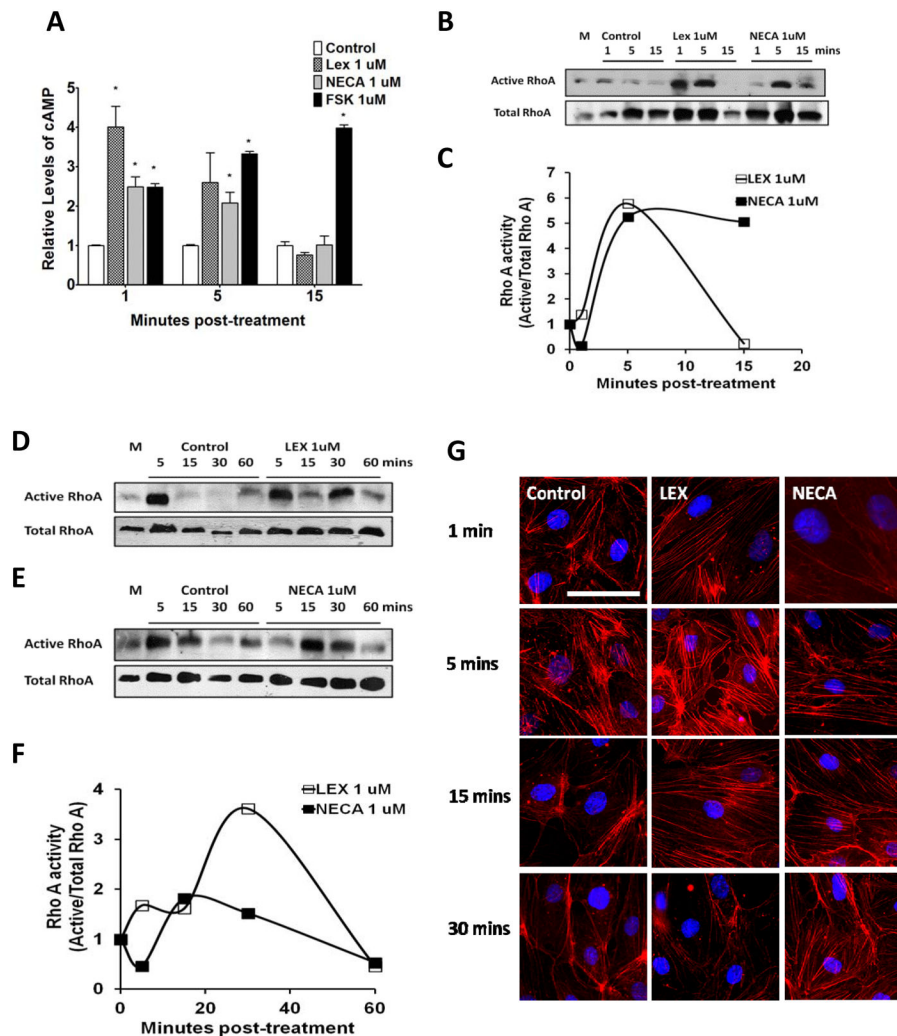 A
Control
Lex 1 uM
NECA 1 uM
FSK 1uM
Relative Levels of cAMP
5
4
3
2
1
0
*
* *
*
*
*
1 5 15
Minutes post-treatment
B
M Control Lex 1uM NECA 1uM
1 5 15 1 5 15 1 5 15 mins
Active RhoA
Total RhoA
C
LEX 1uM
NECA 1uM
Rho A activity
(Active/Total Rho A)
7
6
5
4
3
2
1
0
0 5 10 15 20
Minutes post-treatment
D
M Control LEX 1uM
5 15 30 60 5 15 30 60 mins
Active RhoA
Total RhoA
E
M Control NECA 1uM
5 15 30 60 5 15 30 60 mins
Active RhoA
Total RhoA
F
LEX 1 uM
NECA 1 uM
Rho A activity
(Active/Total Rho A)
4
3
2
1
0
0 20 40 60
Minutes post-treatment
G
Control LEX NECA
1 min
5 mins
15 mins
30 mins